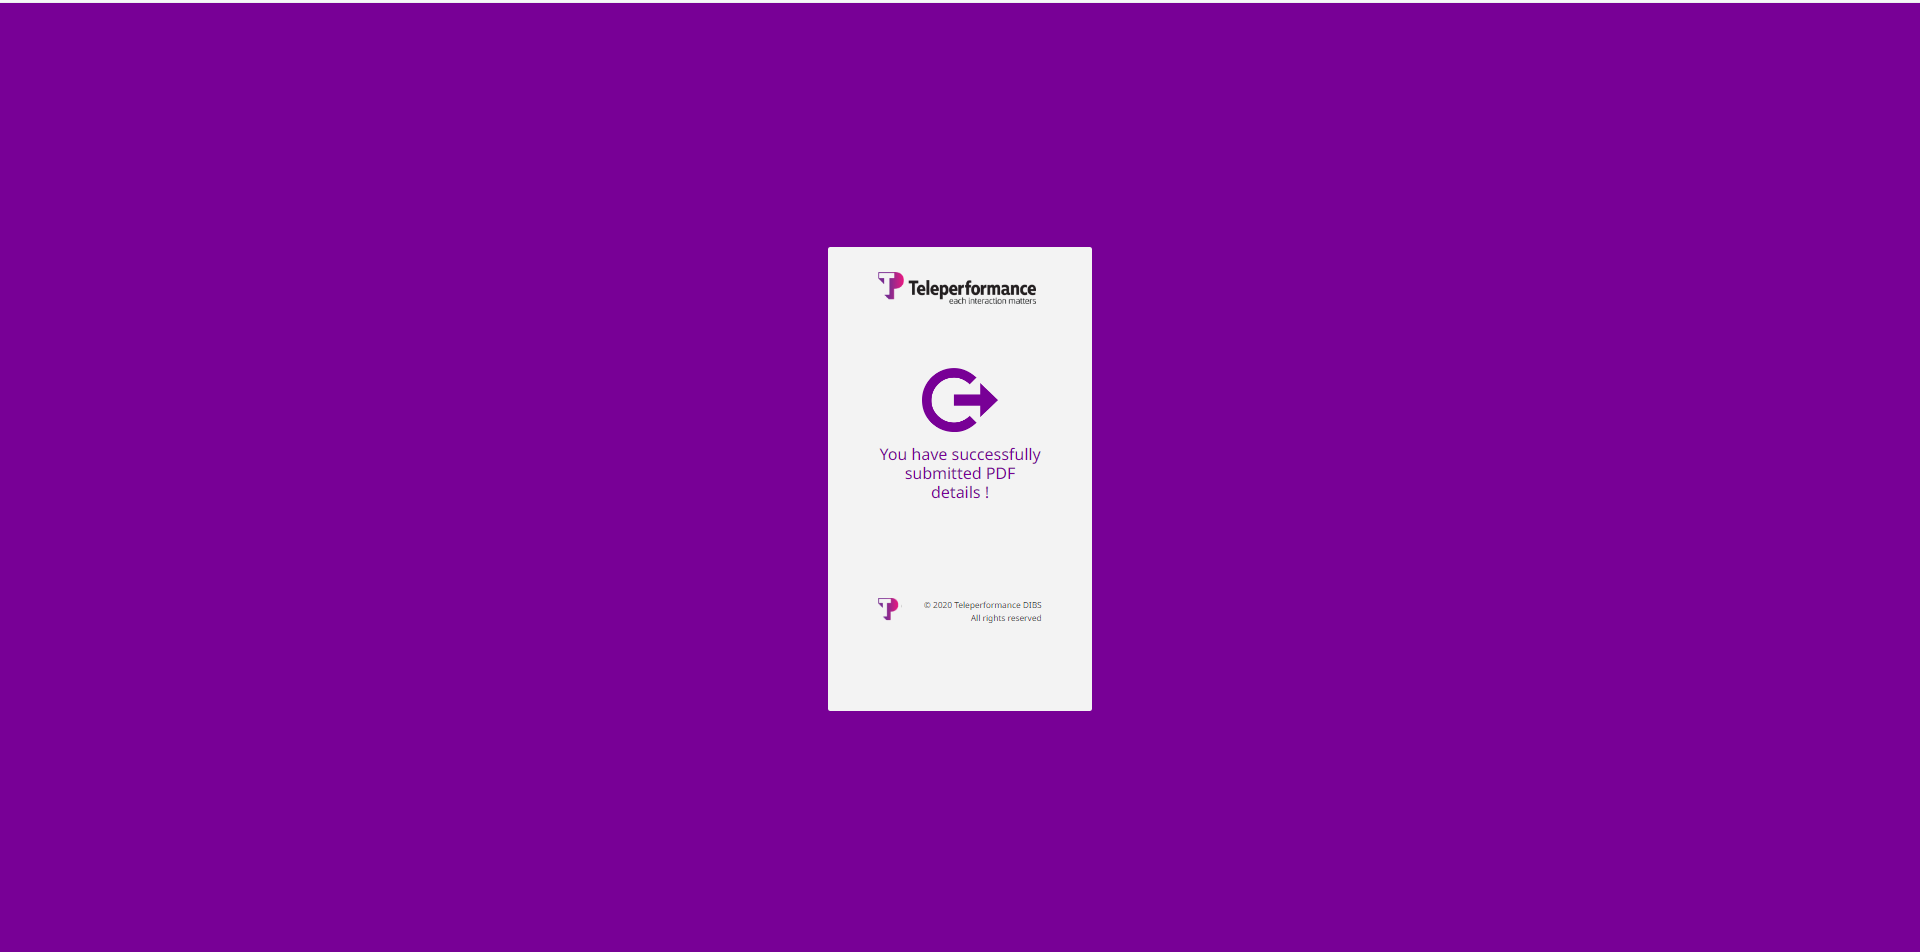 Teleperformance
each interaction matters
You have successfully
submitted PDF
details !
© 2020 Teleperformance DIBS
All rights reserved